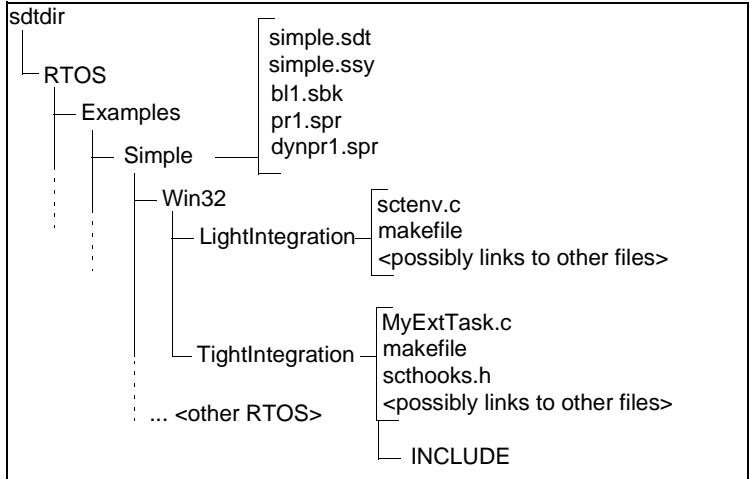 sdtdir
RTOS
Examples
Simple
simple.sdt
simple.ssy
bl1.sbk
pr1.spr
dynpr1.spr
Win32
LightIntegration
sctenv.c
makefile
<possibly links to other files>
TightIntegration
MyExtTask.c
makefile
scthooks.h
<possibly links to other files>
... <other RTOS>
INCLUDE